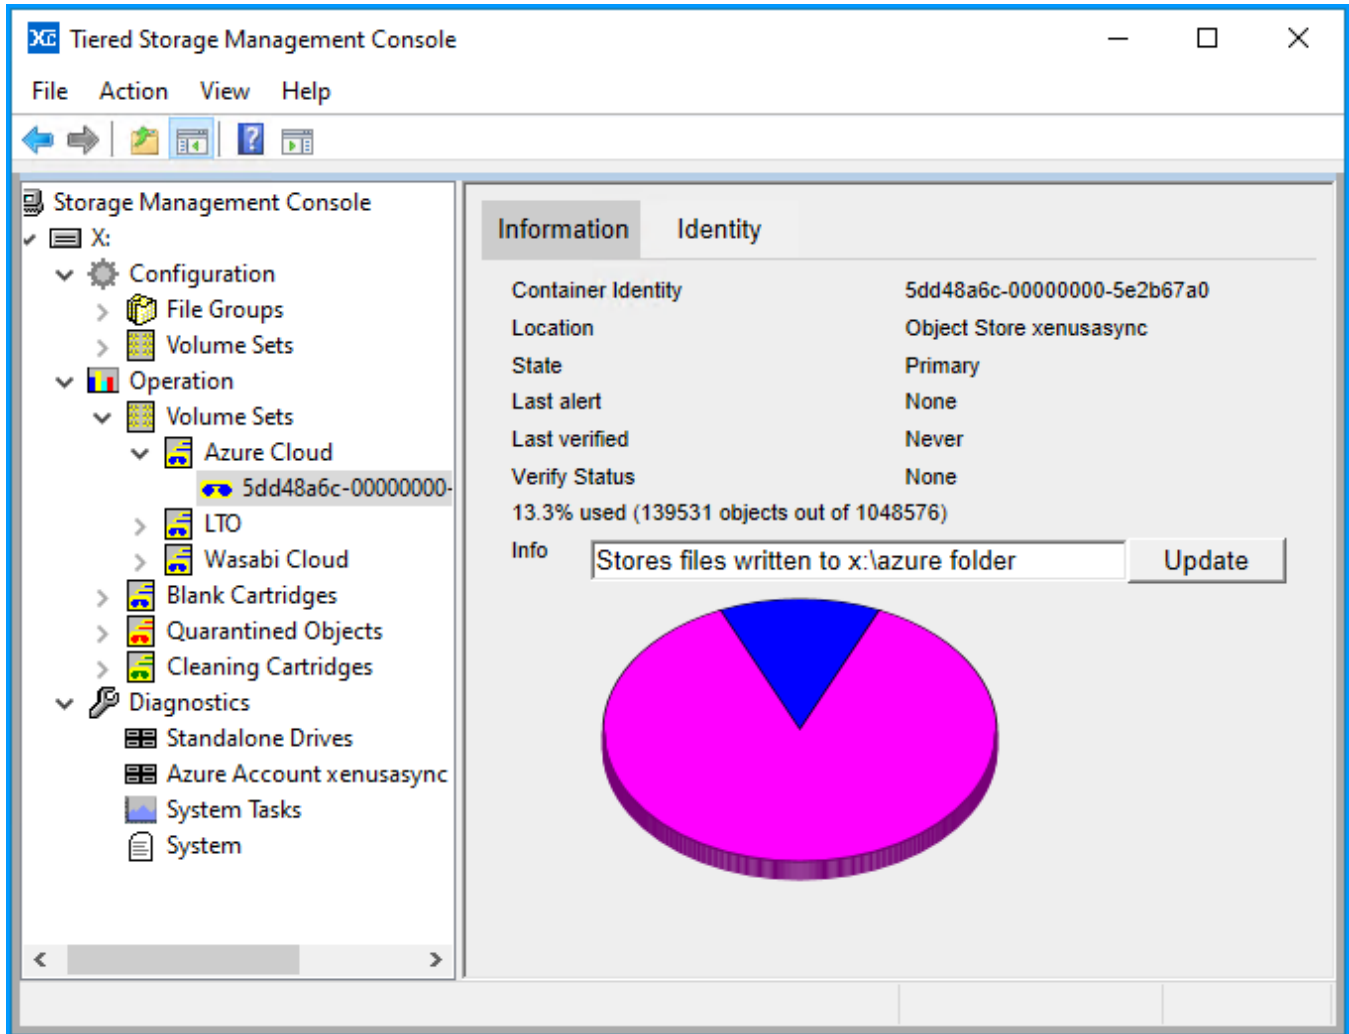 Tiered Storage Management Console
File Action View Help
Storage Management Console
X:
Configuration
File Groups
Volume Sets
Operation
Volume Sets
Azure Cloud
5dd48a6c-00000000-
LTO
Wasabi Cloud
Blank Cartridges
Quarantined Objects
Cleaning Cartridges
Diagnostics
Standalone Drives
Azure Account xenusasync
System Tasks
System
Information Identity
Container Identity 5dd48a6c-00000000-5e2b67a0
Location Object Store xenusasync
State Primary
Last alert None
Last verified Never
Verify Status None
13.3% used (139531 objects out of 1048576)
Info Stores files written to x:\azure folder Update